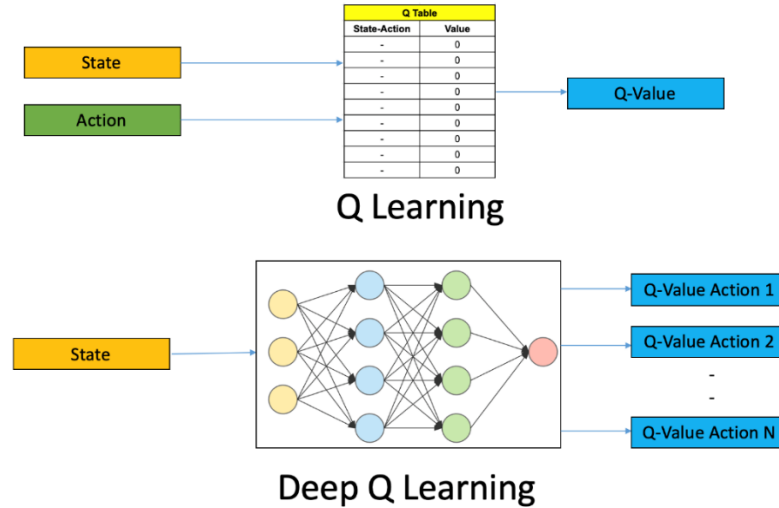 Q Table
State-Action Value
- 0
- 0
- 0
- 0
- 0
- 0
- 0
- 0
- 0
State
Action
Q-Value
Q Learning
State
Q-Value Action 1
Q-Value Action 2
-
-
Q-Value Action N
Deep Q Learning